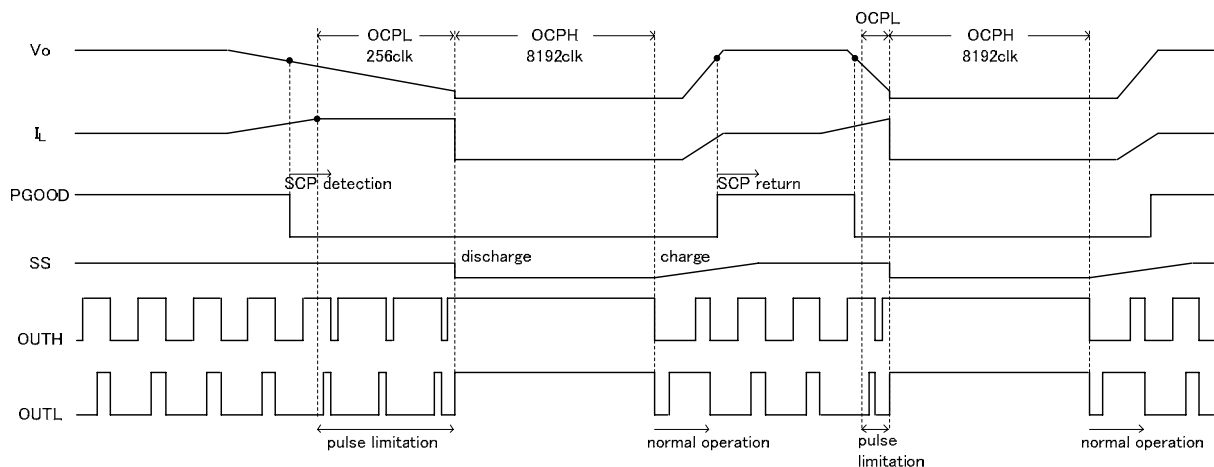 OCPL
OCPH
OCPL
OCPH
Vo
256clk
8192clk
8192clk
IL
SCP detection
SCP return
PGOOD
discharge
charge
SS
OUTH
OUTL
pulse limitation
normal operation
pulse
limitation
normal operation